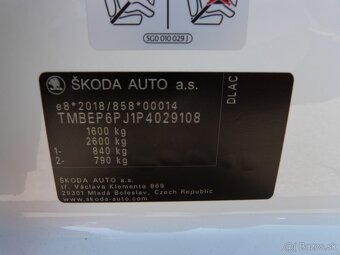 5G0 010 029 J
ŠKODA AUTO a.s.
DLAC
e8*2018/858*00014
TMBEP6PJ1P4029108
1600 kg
2600 kg
1- 840 kg
2- 790 kg
ŠKODA AUTO a.s.
tř. Václava Klementa 869
29301 Mladá Boleslav, Czech Republic
www.skoda-auto.com
Bazos.sk